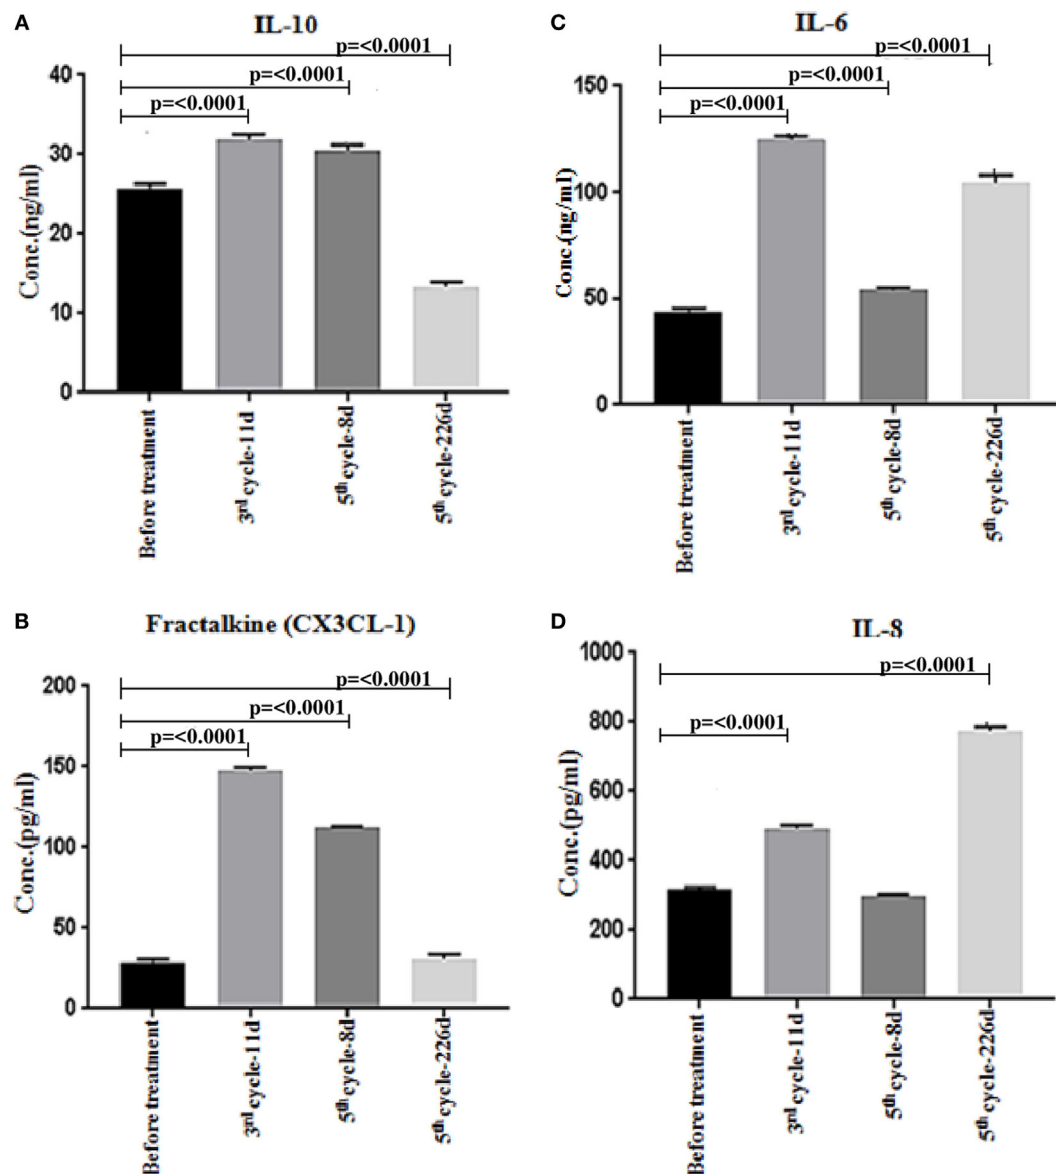 A
IL-10
p=<0.0001
p=<0.0001
p=<0.0001
Conc.(ng/ml)
40
30
20
10
0
Before treatment
3rd cycle-11d
5th cycle-8d
5th cycle-226d
C
IL-6
p=<0.0001
p=<0.0001
p=<0.0001
Conc.(ng/ml)
150
100
50
0
Before treatment
3rd cycle-11d
5th cycle-8d
5th cycle-226d
B
Fractalkine (CX3CL-1)
p=<0.0001
p=<0.0001
p=<0.0001
Conc.(pg/ml)
200
150
100
50
0
Before treatment
3rd cycle-11d
5th cycle-8d
5th cycle-226d
D
IL-8
p=<0.0001
p=<0.0001
Conc.(pg/ml)
1000
800
600
400
200
0
Before treatment
3rd cycle-11d
5th cycle-8d
5th cycle-226d